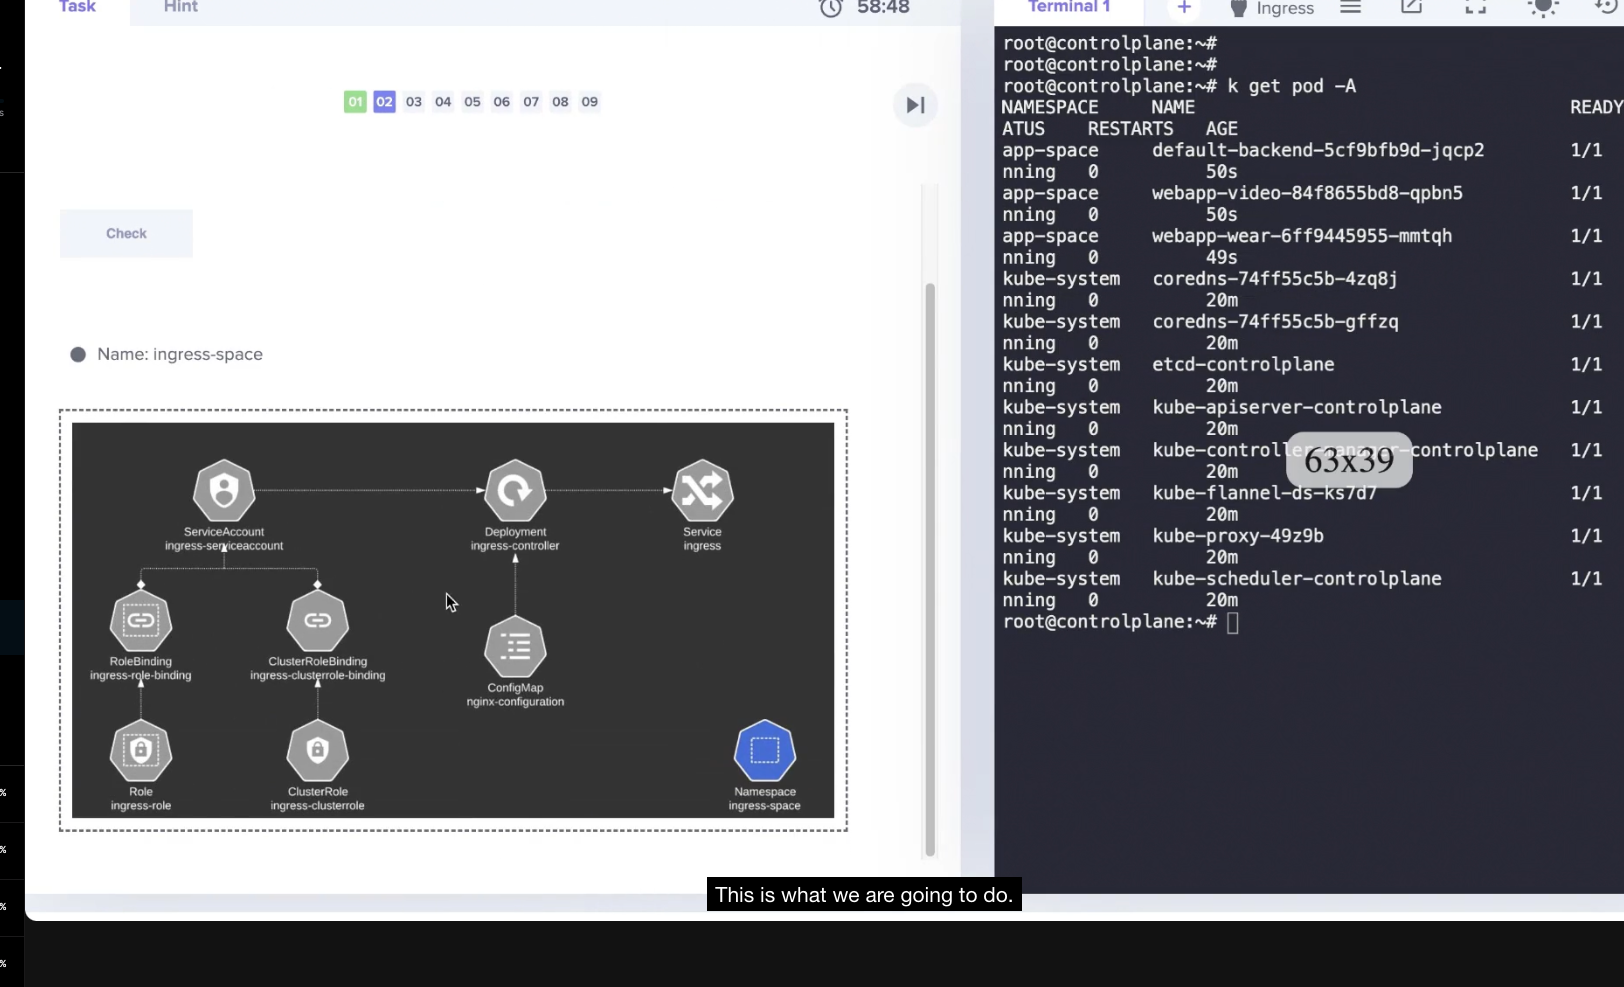 Task
Hint
58:48
01 02 03 04 05 06 07 08 09
Check
Name: ingress-space
ServiceAccount
ingress-serviceaccount
Deployment
ingress-controller
Service
ingress
RoleBinding
ingress-role-binding
ClusterRoleBinding
ingress-clusterrole-binding
ConfigMap
nginx-configuration
Role
ingress-role
ClusterRole
ingress-clusterrole
Namespace
ingress-space
Terminal 1
+
Ingress
root@controlplane:~#
root@controlplane:~#
root@controlplane:~# k get pod -A
NAMESPACE NAME READY
ATUS RESTARTS AGE
app-space default-backend-5cf9bfb9d-jqcp2 1/1
nning 0 50s
app-space webapp-video-84f8655bd8-qpbn5 1/1
nning 0 50s
app-space webapp-wear-6ff9445955-mmtqh 1/1
nning 0 49s
kube-system coredns-74ff55c5b-4zq8j 1/1
nning 0 20m
kube-system coredns-74ff55c5b-gffzq 1/1
nning 0 20m
kube-system etcd-controlplane 1/1
nning 0 20m
kube-system kube-apiserver-controlplane 1/1
nning 0 20m
kube-system kube-controller-manager-controlplane 1/1
nning 0 20m
kube-system kube-flannel-ds-ks7d7 1/1
nning 0 20m
kube-system kube-proxy-49z9b 1/1
nning 0 20m
kube-system kube-scheduler-controlplane 1/1
nning 0 20m
root@controlplane:~#
63x39
This is what we are going to do.
%
%
%
%